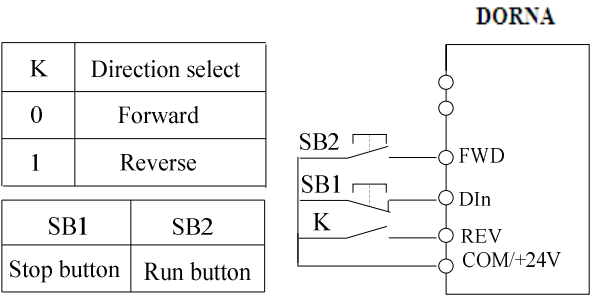 DORNA
K Direction select
0 Forward
1 Reverse
SB1 SB2
Stop button Run button
SB2 FWD
SB1 DIn
K REV
COM/+24V